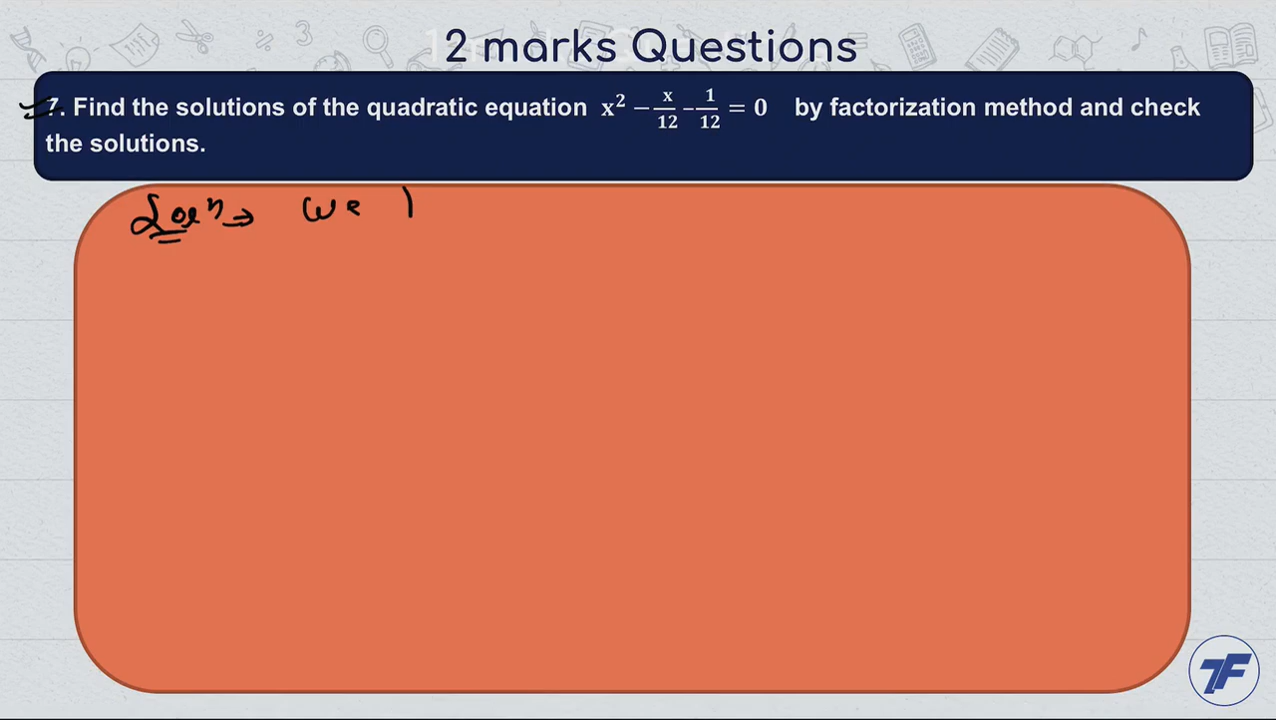 2 marks Questions
7. Find the solutions of the quadratic equation x² − x/12 - 1/12 = 0 by factorization method and check
the solutions.
Solⁿ → We
7F